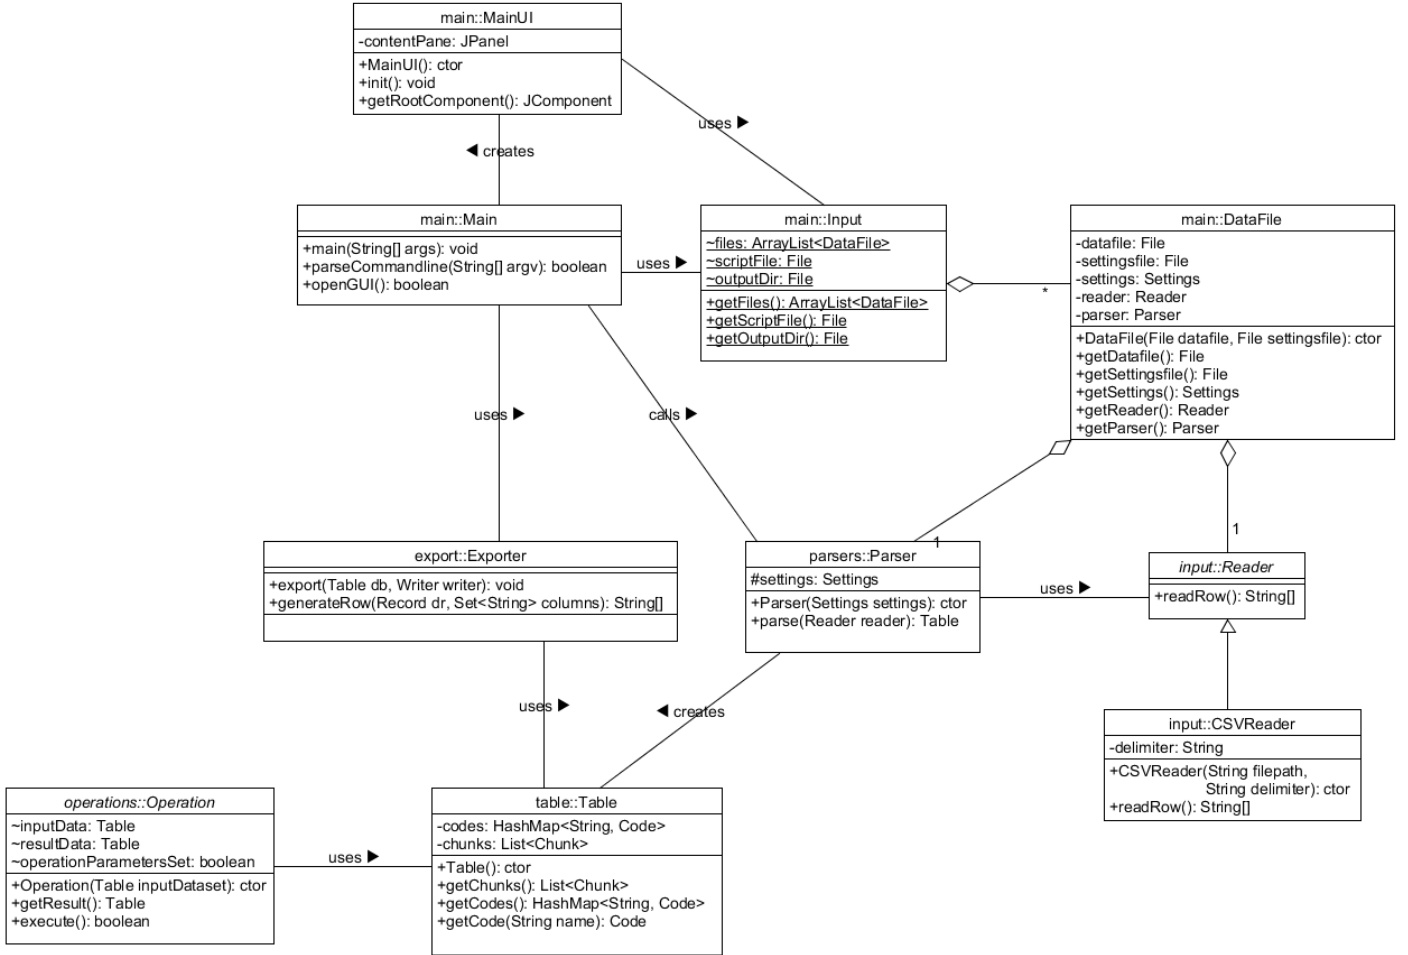 main::MainUI
-contentPane: JPanel
+MainUI(): ctor
+init(): void
+getRootComponent(): JComponent
uses ▶
◀ creates
main::Main
+main(String[] args): void
+parseCommandline(String[] argv): boolean
+openGUI(): boolean
uses ▶
main::Input
~files: ArrayList<DataFile>
~scriptFile: File
~outputDir: File
+getFiles(): ArrayList<DataFile>
+getScriptFile(): File
+getOutputDir(): File
*
main::DataFile
-datafile: File
-settingsfile: File
-settings: Settings
-reader: Reader
-parser: Parser
+DataFile(File datafile, File settingsfile): ctor
+getDatafile(): File
+getSettingsfile(): File
+getSettings(): Settings
+getReader(): Reader
+getParser(): Parser
uses ▶
calls ▶
1
1
export::Exporter
+export(Table db, Writer writer): void
+generateRow(Record dr, Set<String> columns): String[]
parsers::Parser
#settings: Settings
+Parser(Settings settings): ctor
+parse(Reader reader): Table
uses ▶
input::Reader
+readRow(): String[]
uses ▶
◀ creates
input::CSVReader
-delimiter: String
+CSVReader(String filepath,
String delimiter): ctor
+readRow(): String[]
operations::Operation
~inputData: Table
~resultData: Table
~operationParametersSet: boolean
+Operation(Table inputDataset): ctor
+getResult(): Table
+execute(): boolean
uses ▶
table::Table
-codes: HashMap<String, Code>
-chunks: List<Chunk>
+Table(): ctor
+getChunks(): List<Chunk>
+getCodes(): HashMap<String, Code>
+getCode(String name): Code